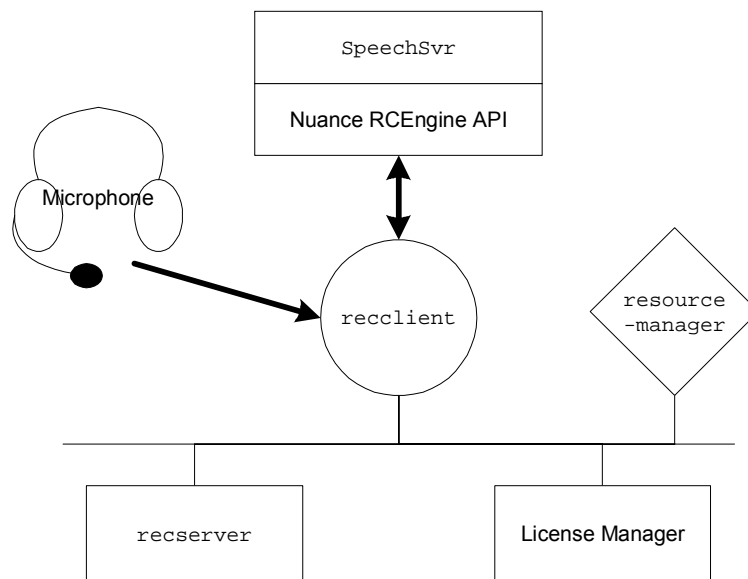 SpeechSvr
Nuance RCEngine API
Microphone
recclient
resource
-manager
recserver
License Manager